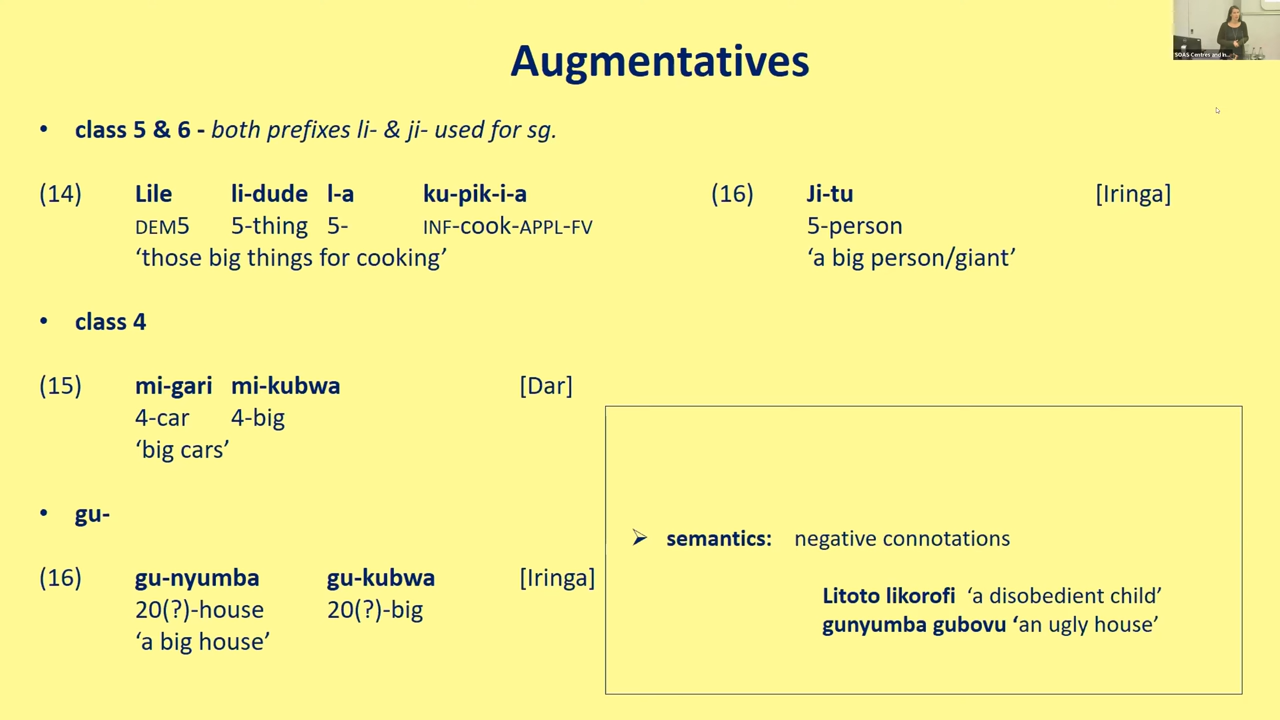 Augmentatives
• class 5 & 6 - both prefixes li- & ji- used for sg.
(14) Lile li-dude l-a ku-pik-i-a
DEM5 5-thing 5- INF-cook-APPL-FV
‘those big things for cooking’
(16) Ji-tu [Iringa]
5-person
‘a big person/giant’
• class 4
(15) mi-gari mi-kubwa [Dar]
4-car 4-big
‘big cars’
• gu-
(16) gu-nyumba gu-kubwa [Iringa]
20(?)-house 20(?)-big
‘a big house’
➢ semantics: negative connotations
Litoto likorofi ‘a disobedient child’
gunyumba gubovu ‘an ugly house’
SOAS Centres and In...